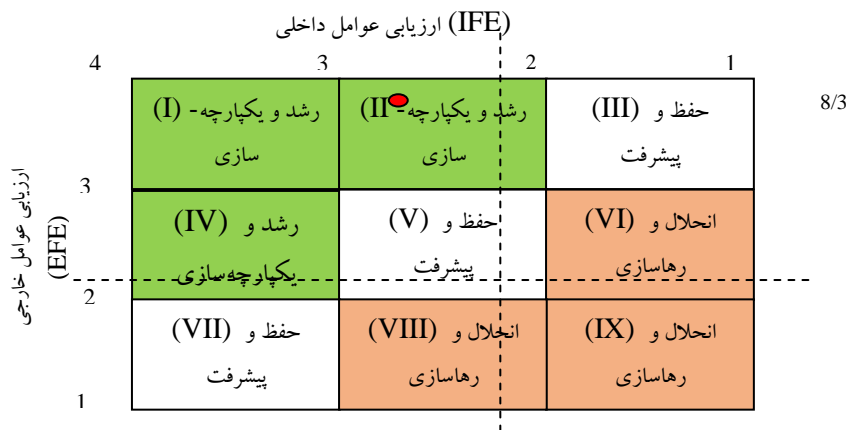 ارزیابی عوامل داخلی (IFE)
4 3 2 1
رشد و یکپارچه- (I)
سازی
رشد و یکپارچه- (II)
سازی
حفظ و (III)
پیشرفت
8/3
3
ارزیابی عوامل خارجی
(EFE)
رشد و (IV)
یکپارچه‌سازی
حفظ و (V)
پیشرفت
انحلال و (VI)
رهاسازی
2
حفظ و (VII)
پیشرفت
انحلال و (VIII)
رهاسازی
انحلال و (IX)
رهاسازی
1